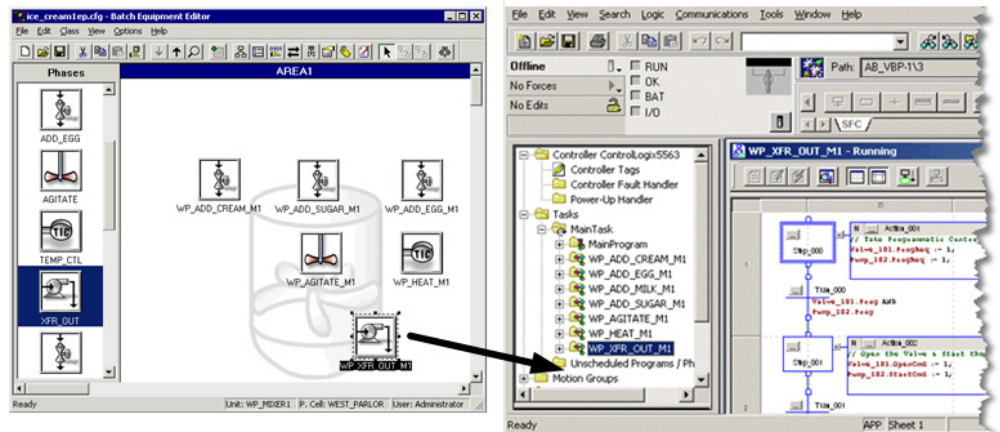 ice_cream1ep.cfg - Batch Equipment Editor
File Edit Class View Options Help
Phases
AREA1
ADD_EGG
AGITATE
TIC
TEMP_CTL
XFR_OUT
WP_ADD_CREAM_M1
WP_ADD_SUGAR_M1
WP_ADD_EGG_M1
WP_AGITATE_M1
TIC
WP_HEAT_M1
WP_XFR_OUT_M1
Ready
Unit: WP_MIXER1
P. Cell: WEST_PARLOR
User: Administrator
File Edit View Search Logic Communications Tools Window Help
Offline
RUN
No Forces
OK
No Edits
BAT
I/O
Path: AB_VBP-1\3
SFC
Controller ControlLogix5563
Controller Tags
Controller Fault Handler
Power-Up Handler
Tasks
MainTask
MainProgram
WP_ADD_CREAM_M1
WP_ADD_EGG_M1
WP_ADD_MILK_M1
WP_ADD_SUGAR_M1
WP_AGITATE_M1
WP_HEAT_M1
WP_XFR_OUT_M1
Unscheduled Programs / Ph
Motion Groups
WP_XFR_OUT_M1 - Running
N ... Action_001
// Take Programmatic Contro
Valve_101.ProgReq := 1;
Pump_102.ProgReq := 1;
Step_000
Tran_000
Valve_101.Prog AND
Pump_102.Prog
N ... Action_002
// Open the Valve & Start the
Valve_101.OpenCmd := 1;
Pump_102.StartCmd := 1;
Step_001
Tran_001
1
2
Ready
APP Sheet 1